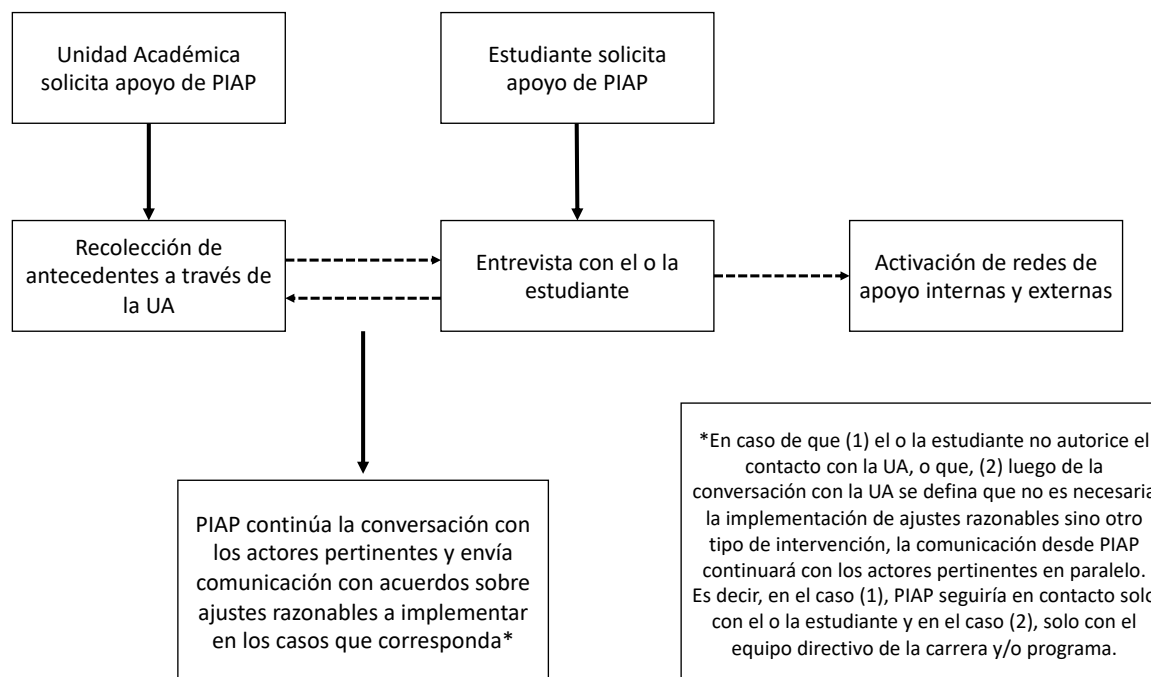 Unidad Académica
solicita apoyo de PIAP
Estudiante solicita
apoyo de PIAP
Recolección de
antecedentes a través de
la UA
Entrevista con el o la
estudiante
Activación de redes de
apoyo internas y externas
PIAP continúa la conversación con
los actores pertinentes y envía
comunicación con acuerdos sobre
ajustes razonables a implementar
en los casos que corresponda*
*En caso de que (1) el o la estudiante no autorice el
contacto con la UA, o que, (2) luego de la
conversación con la UA se defina que no es necesaria
la implementación de ajustes razonables sino otro
tipo de intervención, la comunicación desde PIAP
continuará con los actores pertinentes en paralelo.
Es decir, en el caso (1), PIAP seguiría en contacto solo
con el o la estudiante y en el caso (2), solo con el
equipo directivo de la carrera y/o programa.